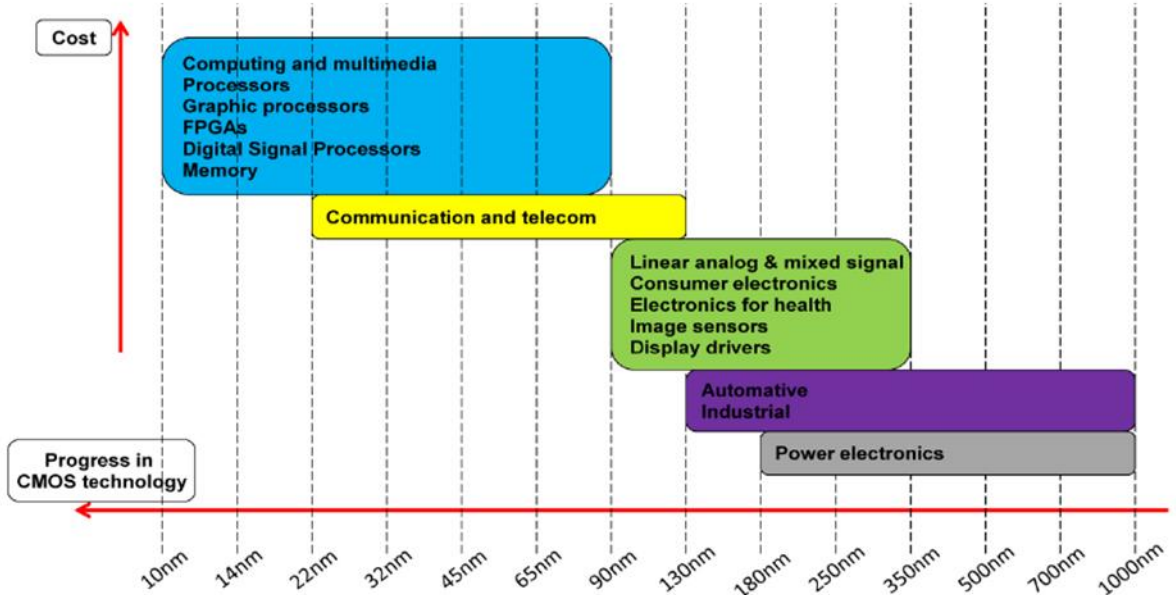 Cost
Computing and multimedia
Processors
Graphic processors
FPGAs
Digital Signal Processors
Memory
Communication and telecom
Linear analog & mixed signal
Consumer electronics
Electronics for health
Image sensors
Display drivers
Automative
Industrial
Power electronics
Progress in
CMOS technology
10nm
14nm
22nm
32nm
45nm
65nm
90nm
130nm
180nm
250nm
350nm
500nm
700nm
1000nm